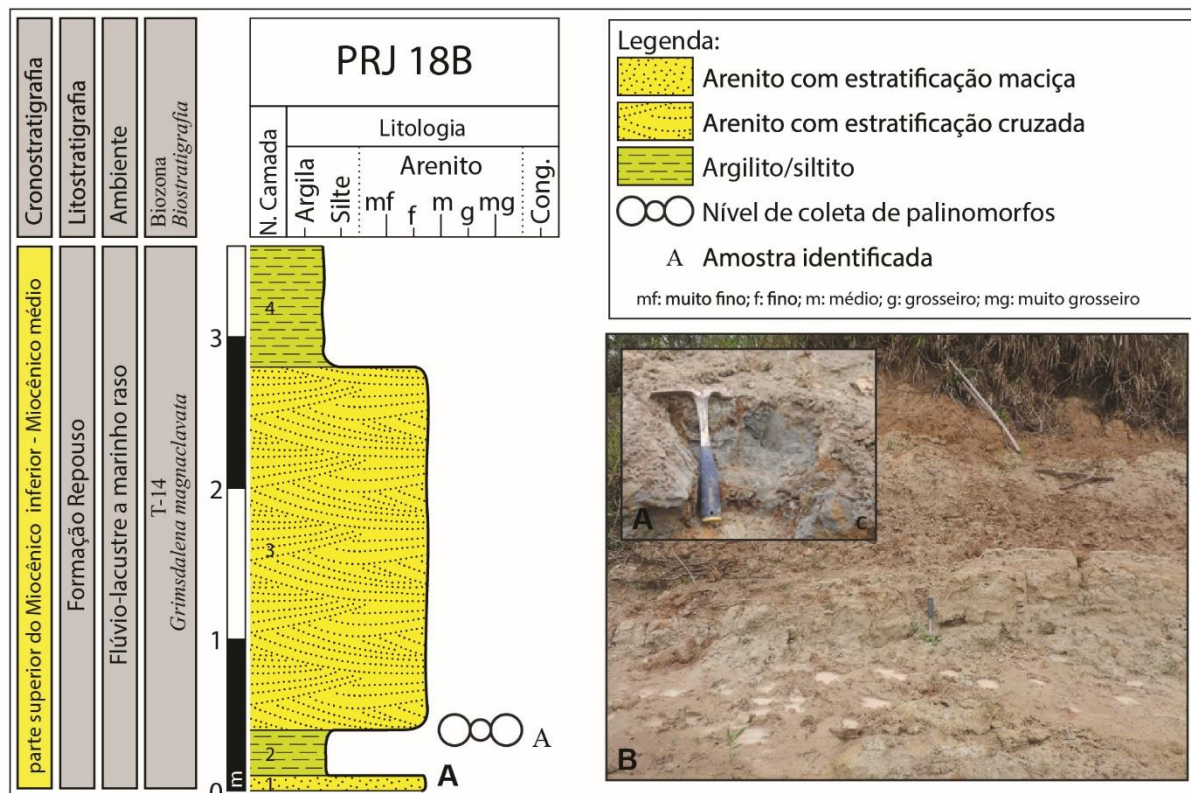 Cronostratigrafia
Litostratigrafia
Ambiente
Biozona
Biostratigrafia
PRJ 18B
Litologia
N. Camada
Argila
Silte
Arenito
mf
f
m
g
mg
Cong.
parte superior do Miocênico inferior - Miocênico médio
Formação Repouso
Flúvio-lacustre a marinho raso
T-14
Grimsdalena magnaclavata
3
2
1
0
m
4
3
2
1
A
A
Legenda:
Arenito com estratificação maciça
Arenito com estratificação cruzada
Argilito/siltito
Nível de coleta de palinomorfos
A Amostra identificada
mf: muito fino; f: fino; m: médio; g: grosseiro; mg: muito grosseiro
A
c
B